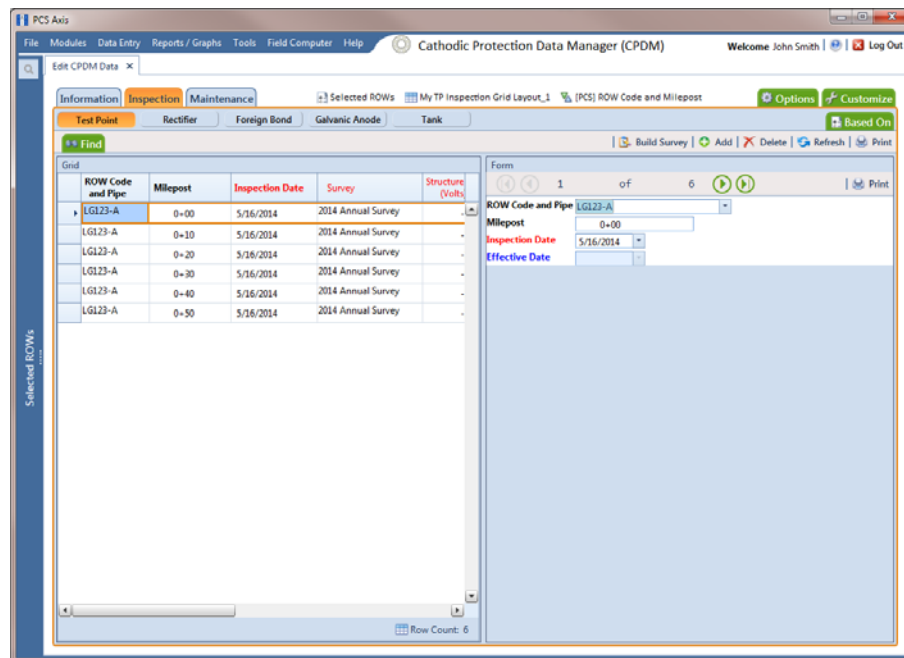 PCS Axis
File Modules Data Entry Reports / Graphs Tools Field Computer Help Cathodic Protection Data Manager (CPDM) Welcome John Smith Log Out
Edit CPDM Data ×
Information Inspection Maintenance Selected ROWs My TP Inspection Grid Layout_1 [PCS] ROW Code and Milepost Options Customize
Test Point Rectifier Foreign Bond Galvanic Anode Tank Based On
Find Build Survey Add Delete Refresh Print
Grid
ROW Code and Pipe Milepost Inspection Date Survey Structure (Volts
LG123-A 0+00 5/16/2014 2014 Annual Survey -
LG123-A 0+10 5/16/2014 2014 Annual Survey -
LG123-A 0+20 5/16/2014 2014 Annual Survey -
LG123-A 0+30 5/16/2014 2014 Annual Survey -
LG123-A 0+40 5/16/2014 2014 Annual Survey -
LG123-A 0+50 5/16/2014 2014 Annual Survey -
Row Count: 6
Form
1 of 6 Print
ROW Code and Pipe LG123-A
Milepost 0+00
Inspection Date 5/16/2014
Effective Date
Selected ROWs